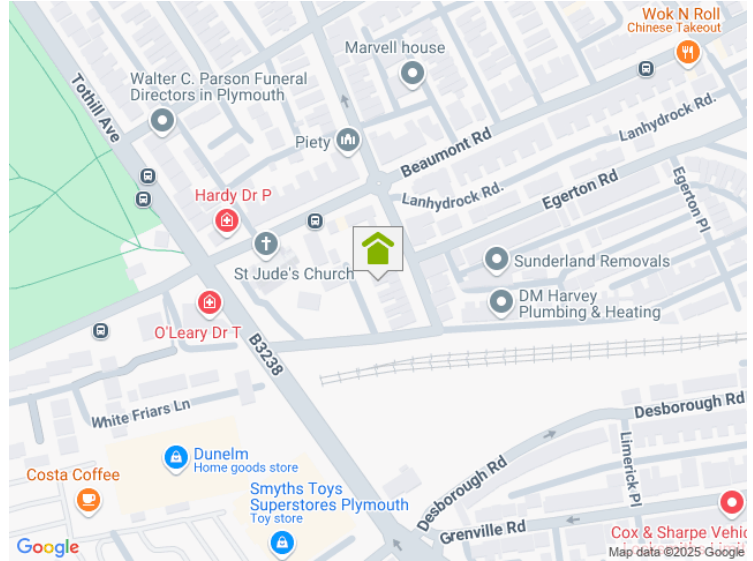 Wok N Roll
Chinese Takeout
Marvell house
Tothill Ave
Walter C. Parson Funeral
Directors in Plymouth
Lanhydrock Rd.
Piety
Beaumont Rd
Lanhydrock Rd.
Egerton Rd
Egerton Pl
Hardy Dr P
St Jude's Church
Sunderland Removals
DM Harvey
Plumbing & Heating
O'Leary Dr T
B3238
White Friars Ln
Desborough Rd
Dunelm
Home goods store
Limerick Pl
Costa Coffee
Desborough Rd
Smyths Toys
Superstores Plymouth
Toy store
Grenville Rd
Cox & Sharpe Vehic
Google
Map data ©2025 Google